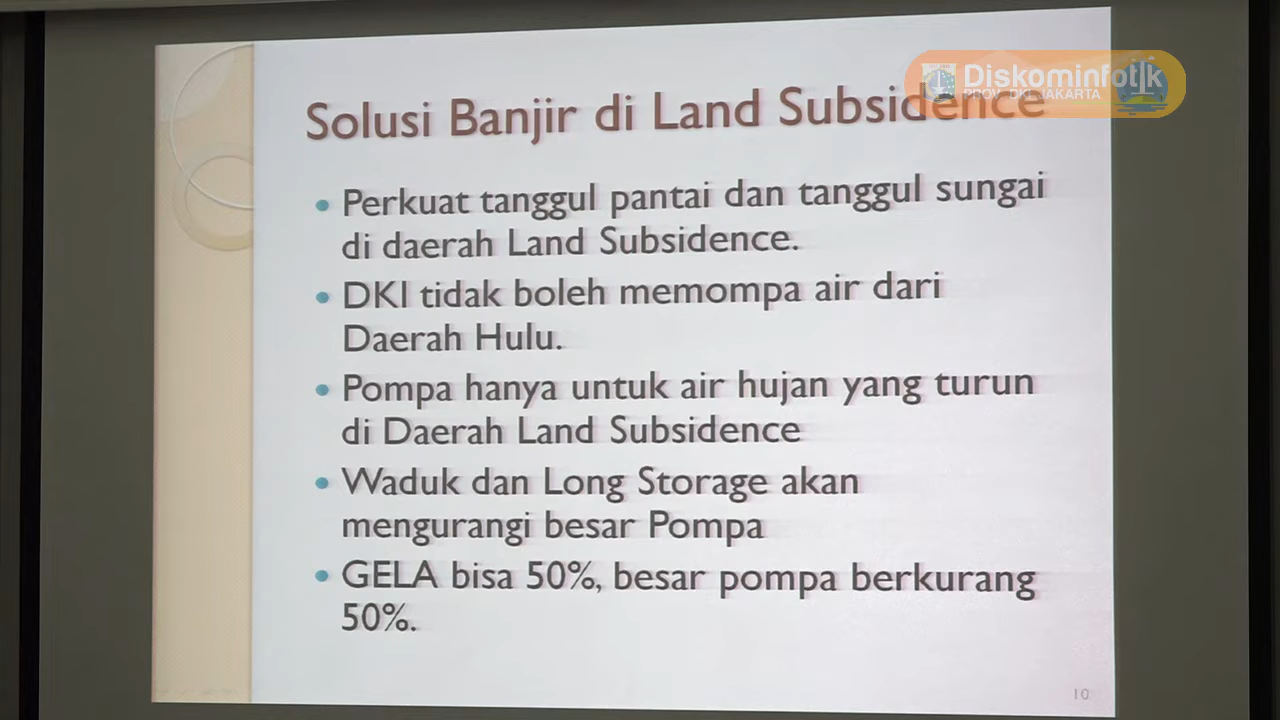 Diskominfotik
PROV. DKI JAKARTA
Solusi Banjir di Land Subsidence
• Perkuat tanggul pantai dan tanggul sungai
di daerah Land Subsidence.
• DKI tidak boleh memompa air dari
Daerah Hulu.
• Pompa hanya untuk air hujan yang turun
di Daerah Land Subsidence
• Waduk dan Long Storage akan
mengurangi besar Pompa
• GELA bisa 50%, besar pompa berkurang
50%.
10